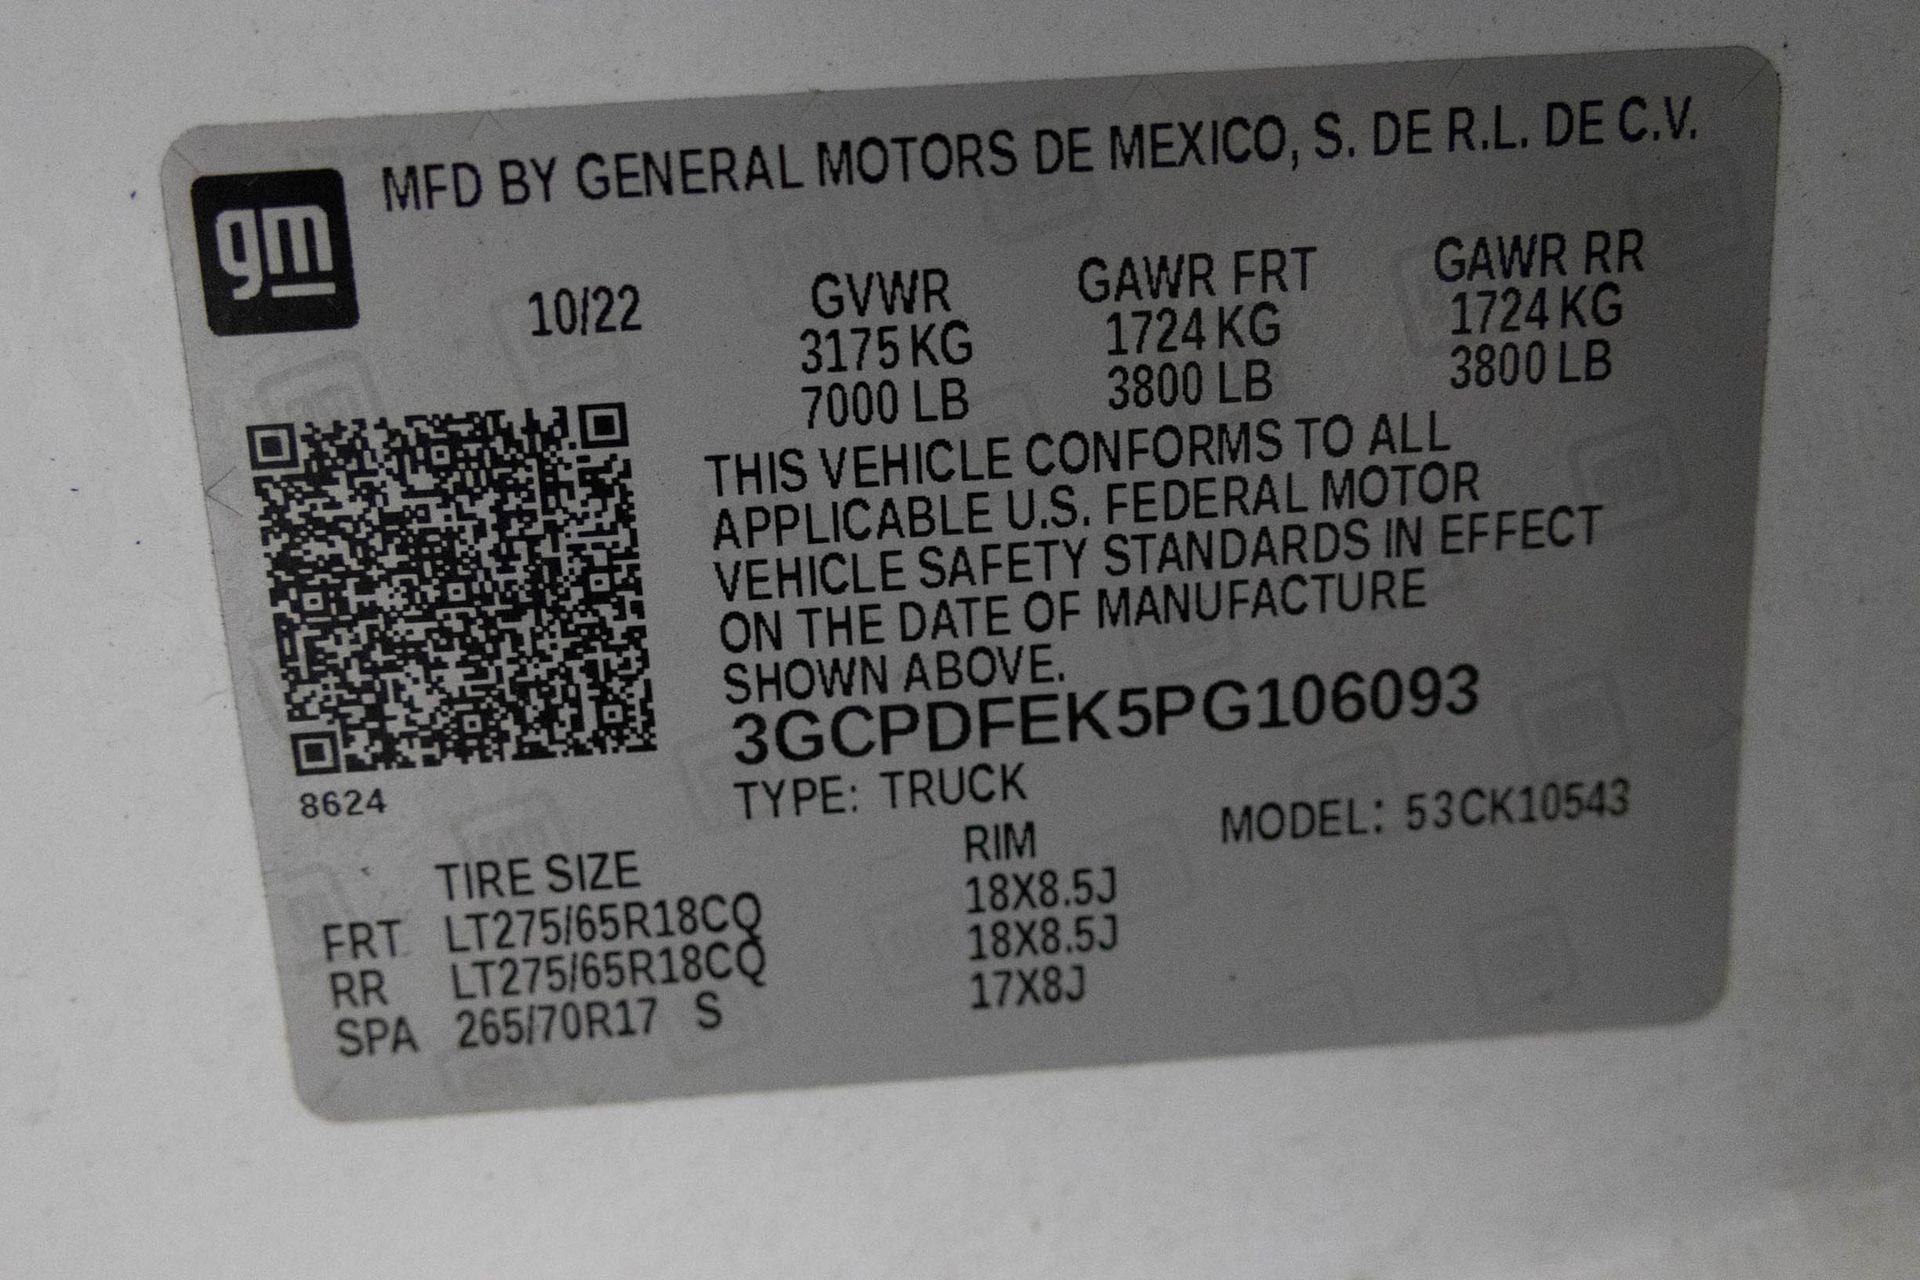 gm MFD BY GENERAL MOTORS DE MEXICO, S. DE R.L. DE C.V.
10/22 GVWR GAWR FRT GAWR RR
3175 KG 1724 KG 1724 KG
7000 LB 3800 LB 3800 LB
THIS VEHICLE CONFORMS TO ALL
APPLICABLE U.S. FEDERAL MOTOR
VEHICLE SAFETY STANDARDS IN EFFECT
ON THE DATE OF MANUFACTURE
SHOWN ABOVE.
3GCPDFEK5PG106093
8624 TYPE: TRUCK MODEL: 53CK10543
TIRE SIZE RIM
FRT LT275/65R18CQ 18X8.5J
RR LT275/65R18CQ 18X8.5J
SPA 265/70R17 S 17X8J